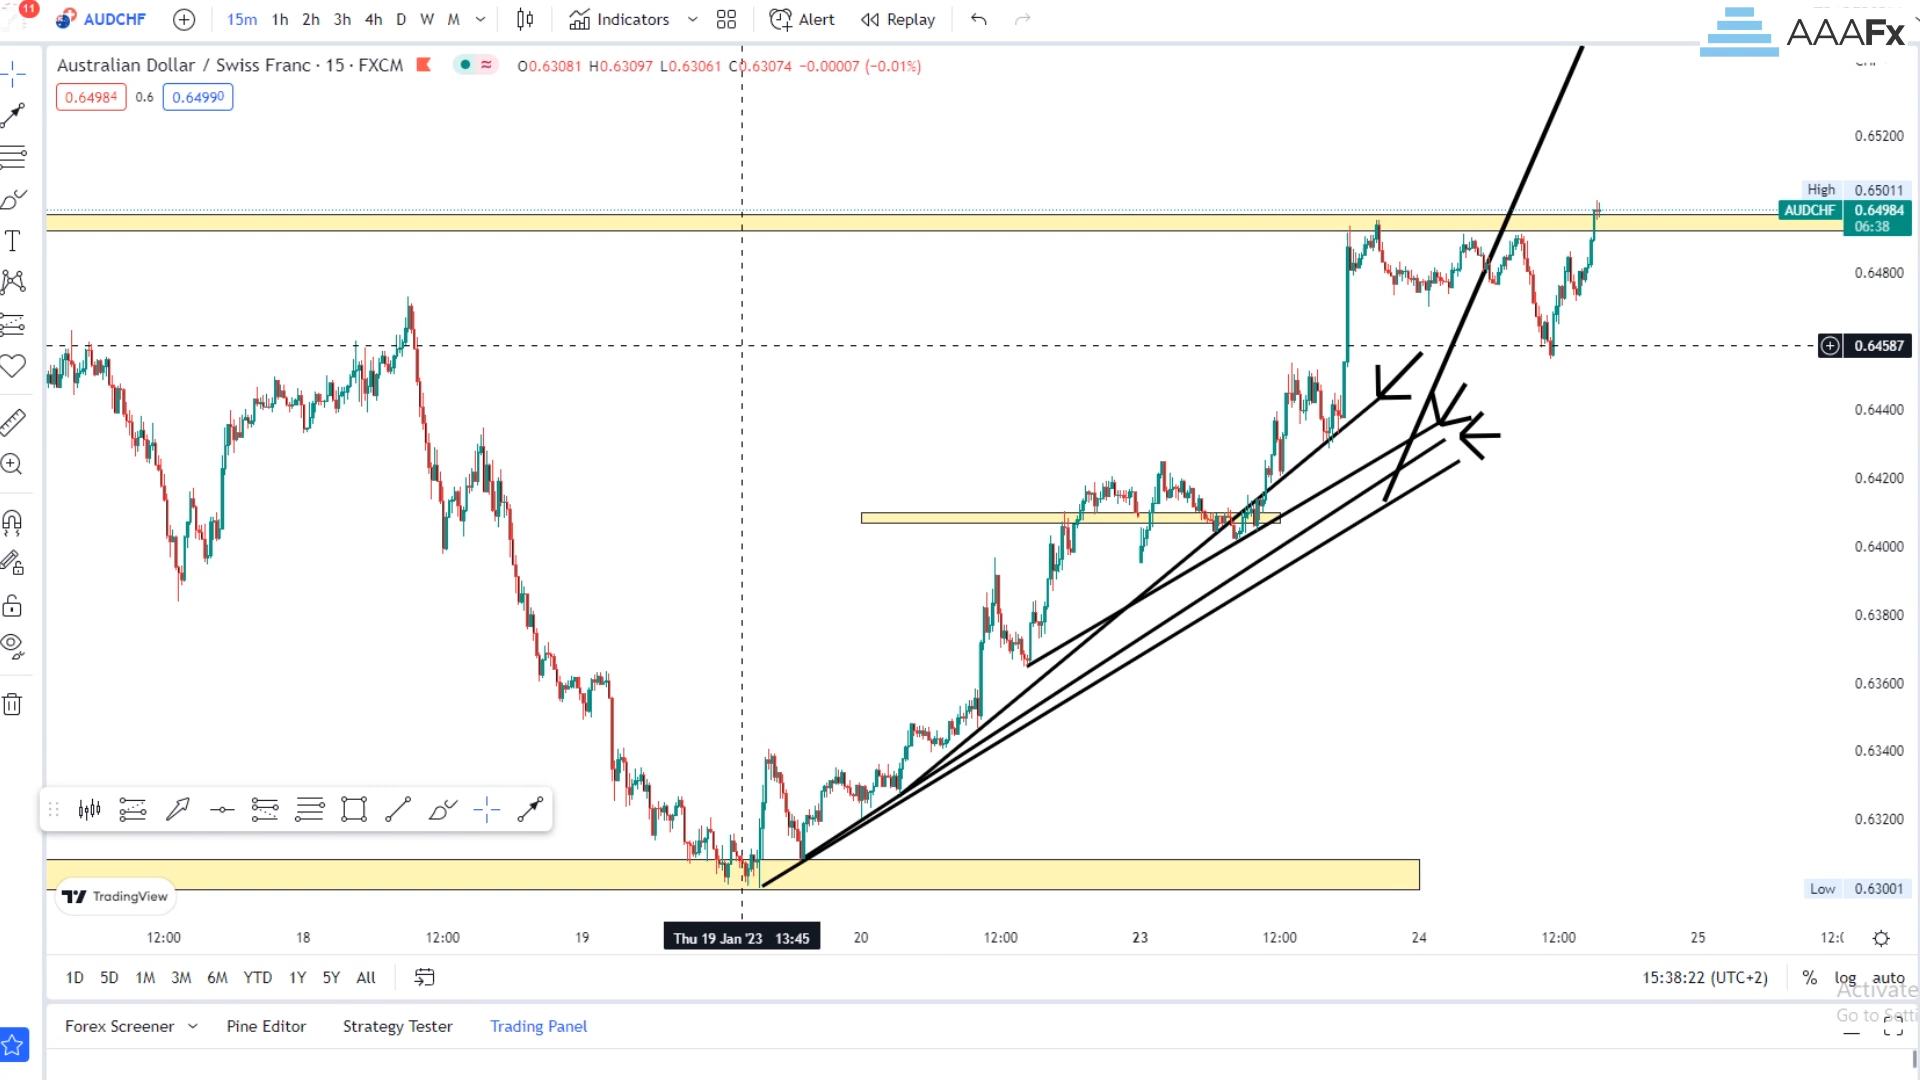 11
AUDCHF
15m 1h 2h 3h 4h D W M
Indicators
Alert
Replay
AAAFx
Australian Dollar / Swiss Franc · 15 · FXCM
≈
O0.63081 H0.63097 L0.63061 C0.63074 −0.00007 (−0.01%)
0.64984 0.6 0.64990
0.65200
High 0.65011
AUDCHF 0.64984
06:38
0.64800
0.64587
0.64400
0.64200
0.64000
0.63800
0.63600
0.63400
0.63200
Low 0.63001
TradingView
12:00 18 12:00 19 Thu 19 Jan '23 13:45 20 12:00 23 12:00 24 12:00 25
1D 5D 1M 3M 6M YTD 1Y 5Y All
15:38:22 (UTC+2) % log auto
Activate
Go to Setti
Forex Screener Pine Editor Strategy Tester Trading Panel